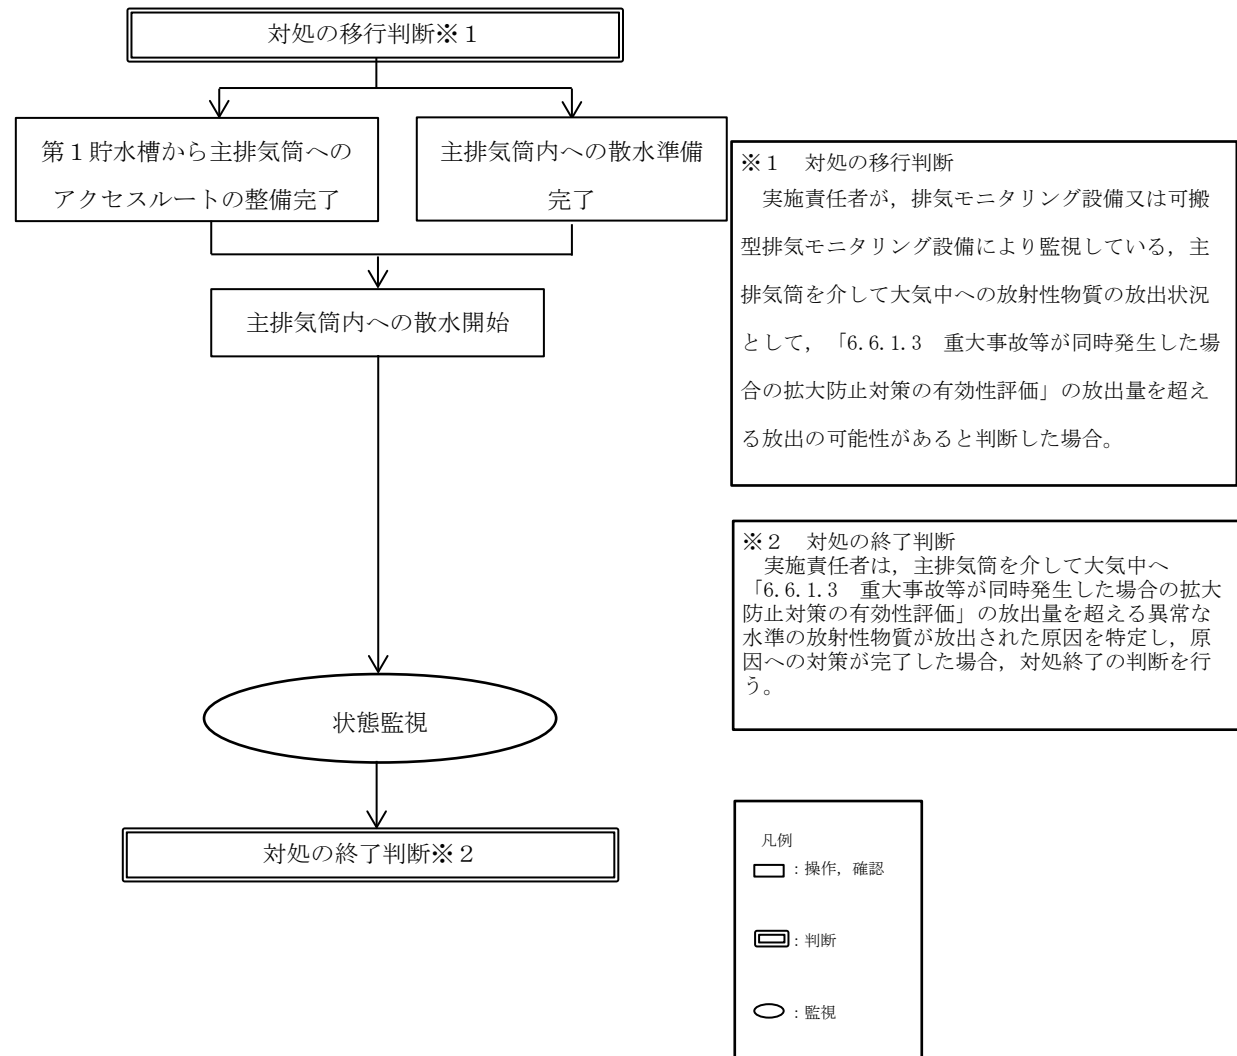 対処の移行判断※１
第１貯水槽から主排気筒への
アクセスルートの整備完了
主排気筒内への散水準備
完了
主排気筒内への散水開始
状態監視
対処の終了判断※２
※１　対処の移行判断
実施責任者が，排気モニタリング設備又は可搬
型排気モニタリング設備により監視している，主
排気筒を介して大気中への放射性物質の放出状況
として，「6.6.1.3　重大事故等が同時発生した場
合の拡大防止対策の有効性評価」の放出量を超え
る放出の可能性があると判断した場合。
※２　対処の終了判断
実施責任者は，主排気筒を介して大気中へ
「6.6.1.3　重大事故等が同時発生した場合の拡大
防止対策の有効性評価」の放出量を超える異常な
水準の放射性物質が放出された原因を特定し，原
因への対策が完了した場合，対処終了の判断を行
う。
凡例
：操作，確認
：判断
：監視